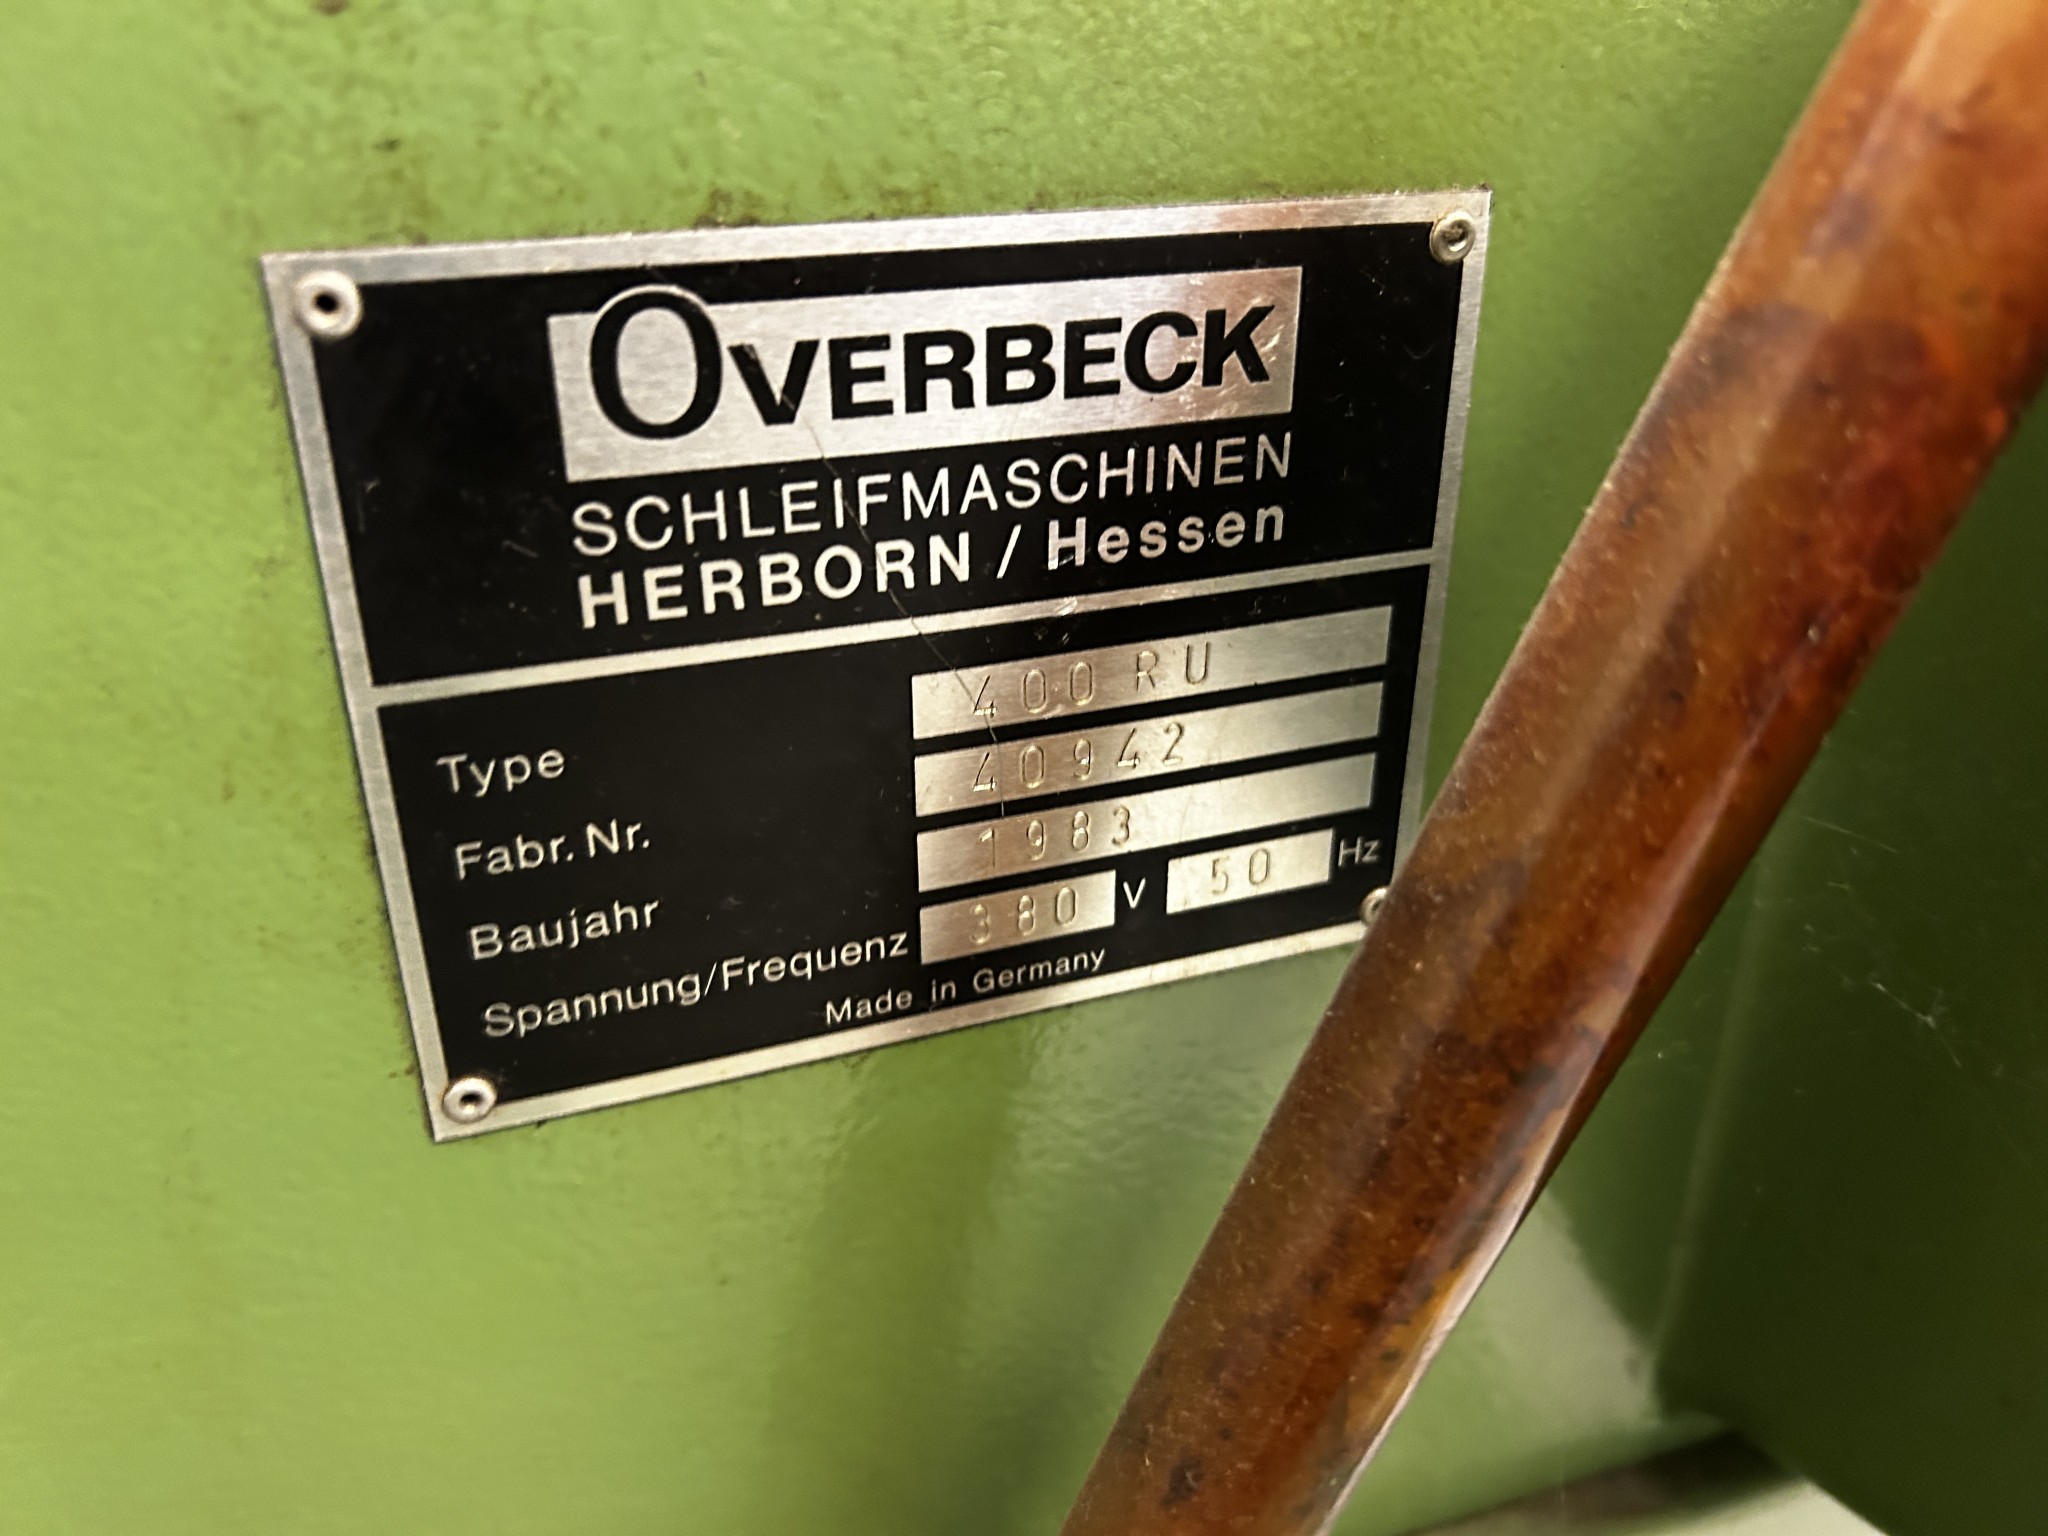 OVERBECK
SCHLEIFMASCHINEN
HERBORN / Hessen
Type 400 RU
Fabr. Nr. 40942
Baujahr 1983
Spannung/Frequenz 380 V 50 Hz
Made in Germany